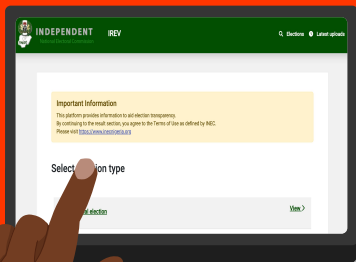 INDEPENDENT
National Electoral Commission
IREV
Elections
Latest uploads
Important Information
This platform provides information to aid election transparency.
By continuing to the result section, you agree to the Terms of Use as defined by INEC.
Please visit https://www.inecnigeria.org
Select ion type
al election
View >